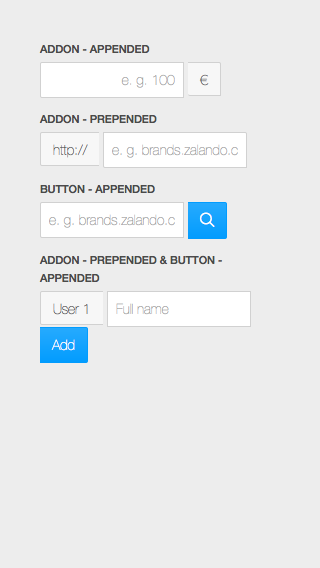 ADDON - APPENDED
e. g. 100 €
ADDON - PREPENDED
http:// e. g. brands.zalando.c
BUTTON - APPENDED
e. g. brands.zalando.c
ADDON - PREPENDED & BUTTON -
APPENDED
User 1 Full name
Add